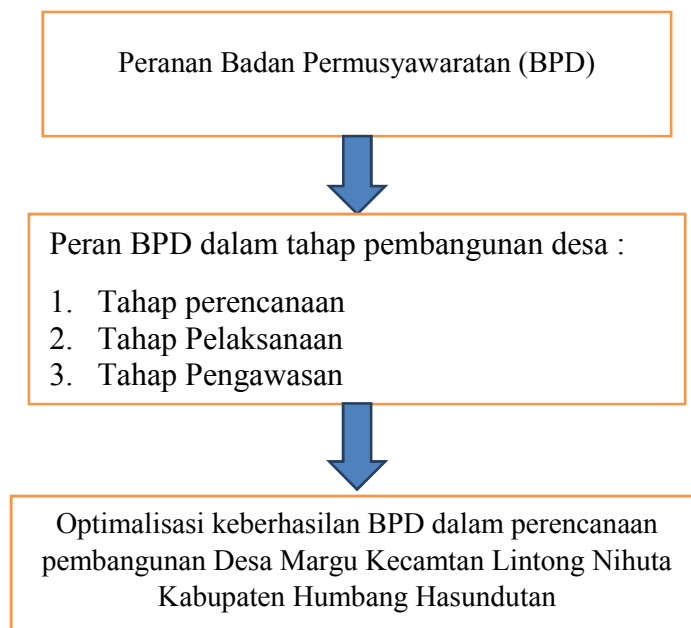 Peranan Badan Permusyawaratan (BPD)
Peran BPD dalam tahap pembangunan desa :
1. Tahap perencanaan
2. Tahap Pelaksanaan
3. Tahap Pengawasan
Optimalisasi keberhasilan BPD dalam perencanaan
pembangunan Desa Margu Kecamtan Lintong Nihuta
Kabupaten Humbang Hasundutan